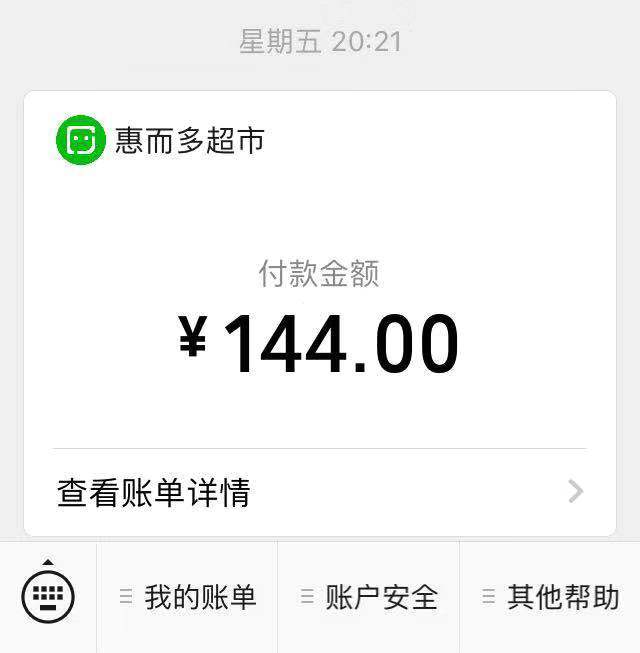 星期五 20:21
惠而多超市
付款金额
¥144.00
查看账单详情
我的账单 账户安全 其他帮助